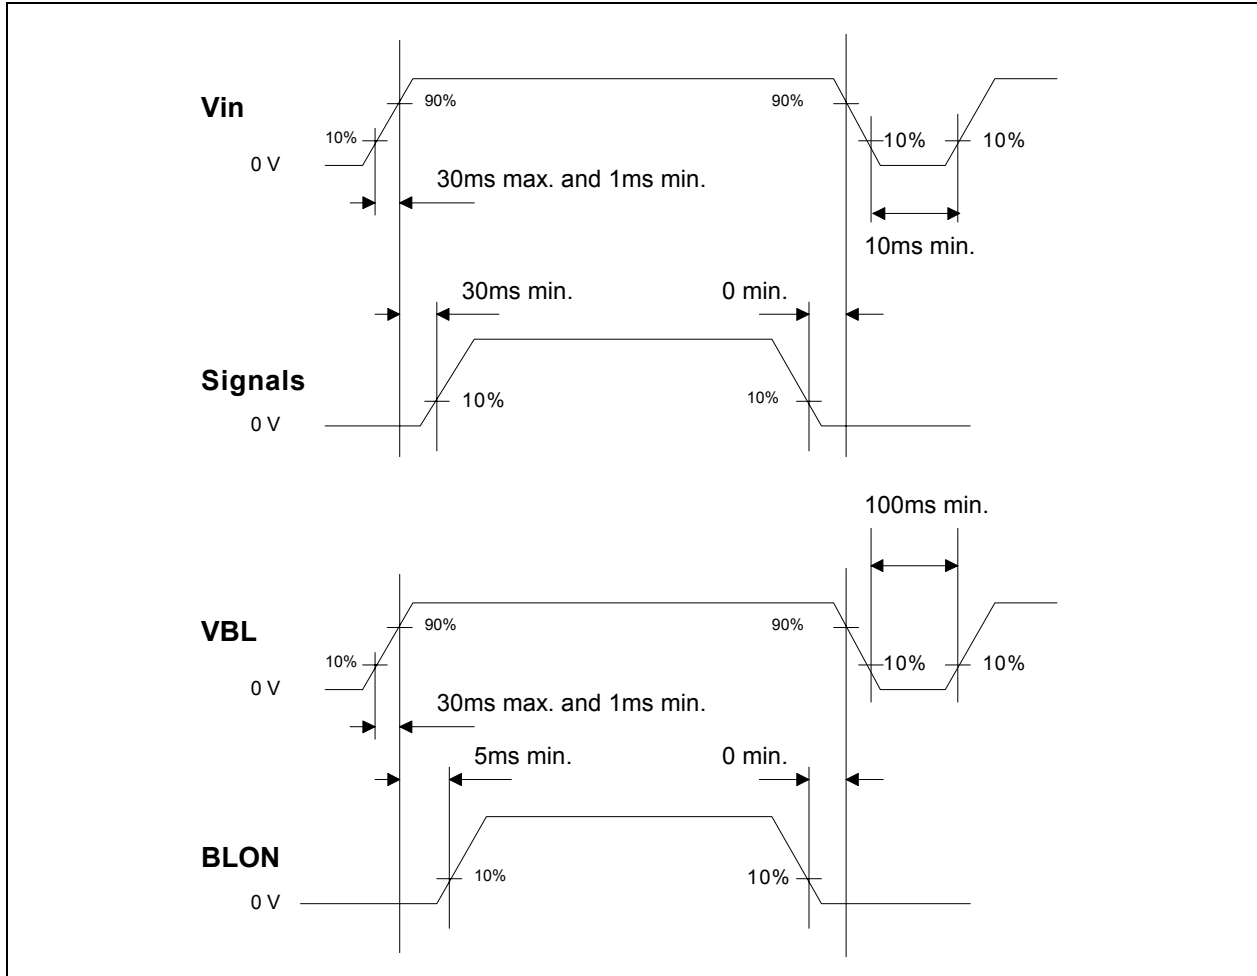 Vin
90%
90%
10%
10%
10%
0 V
30ms max. and 1ms min.
10ms min.
30ms min.
0 min.
Signals
10%
10%
0 V
100ms min.
VBL
90%
90%
10%
10%
10%
0 V
30ms max. and 1ms min.
5ms min.
0 min.
BLON
10%
10%
0 V